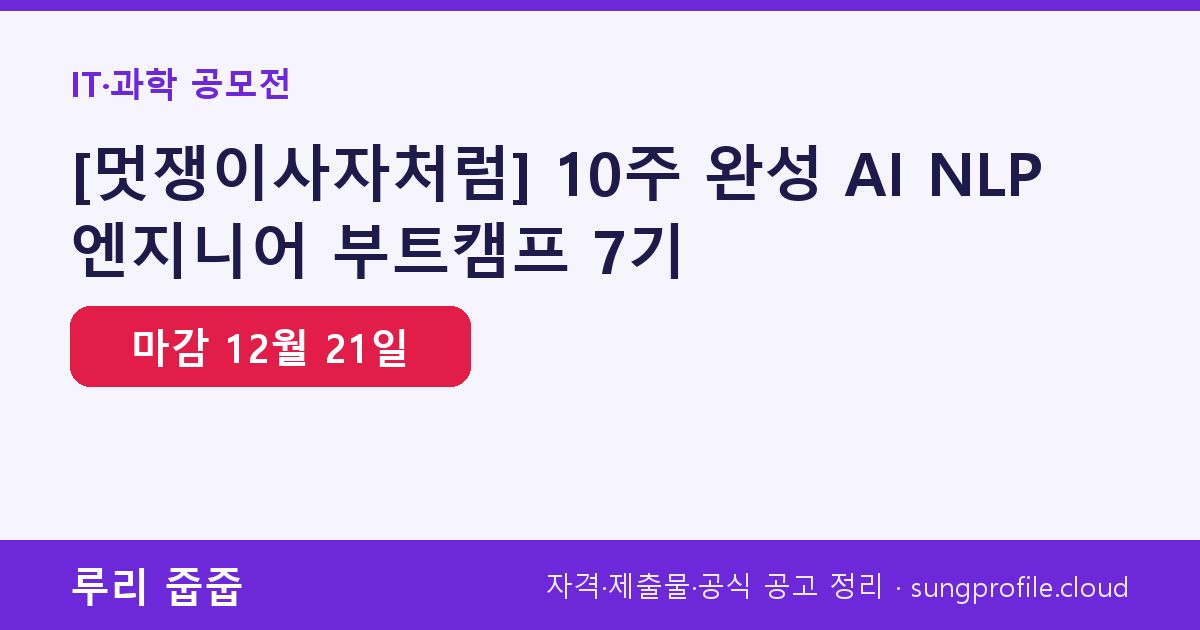 IT·과학 공모전
[멋쟁이사자처럼] 10주 완성 AI NLP
엔지니어 부트캠프 7기
마감 12월 21일
루리 줍줍
자격·제출물·공식 공고 정리 · sungprofile.cloud